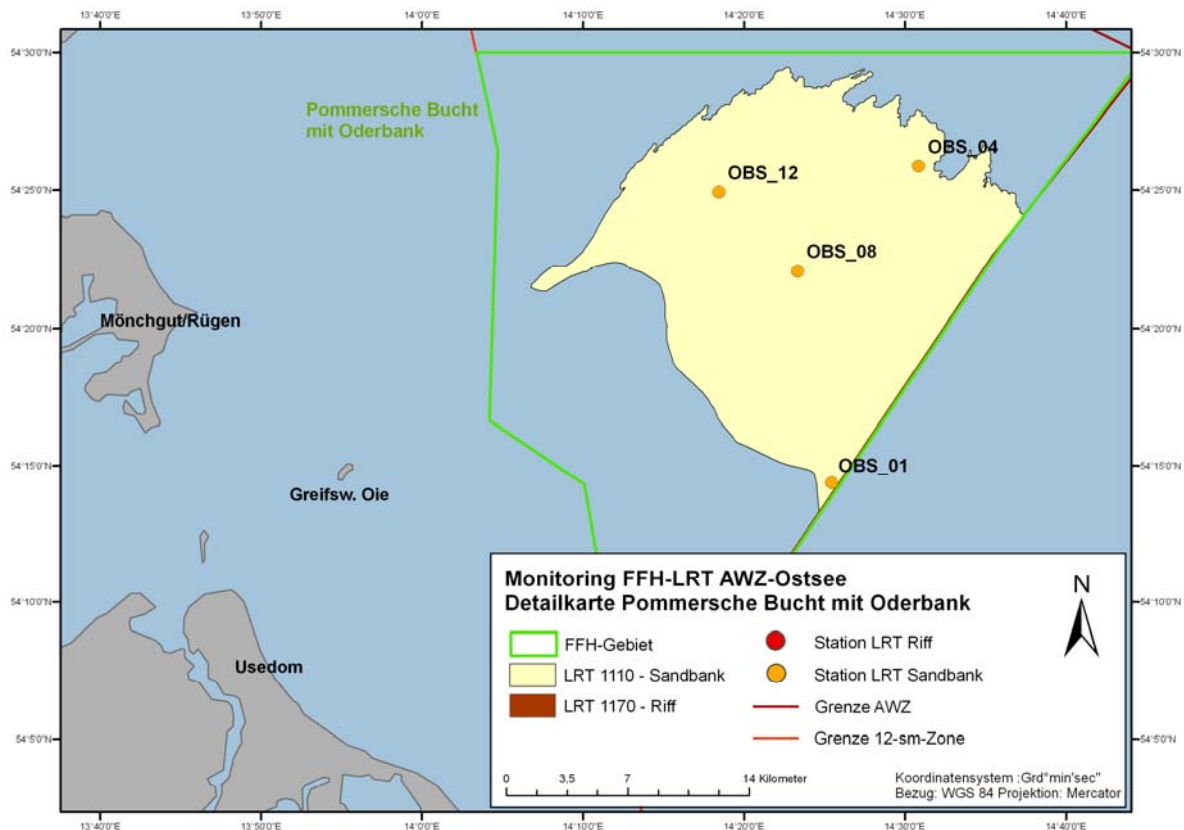 13°40'0"E 13°50'0"E 14°0'0"E 14°10'0"E 14°20'0"E 14°30'0"E 14°40'0"E
54°30'0"N 54°30'0"N
Pommersche Bucht
mit Oderbank
OBS_04
OBS_12
54°25'0"N 54°25'0"N
OBS_08
Mönchgut/Rügen
54°20'0"N 54°20'0"N
OBS_01
54°15'0"N 54°15'0"N
Greifsw. Oie
54°10'0"N 54°10'0"N
Usedom
54°5'0"N 54°5'0"N
Monitoring FFH-LRT AWZ-Ostsee
Detailkarte Pommersche Bucht mit Oderbank
N
FFH-Gebiet
LRT 1110 - Sandbank
LRT 1170 - Riff
Station LRT Riff
Station LRT Sandbank
Grenze AWZ
Grenze 12-sm-Zone
0 3,5 7 14 Kilometer
Koordinatensystem :Grd°min'sec"
Bezug: WGS 84 Projektion: Mercator
13°40'0"E 13°50'0"E 14°0'0"E 14°10'0"E 14°20'0"E 14°30'0"E 14°40'0"E